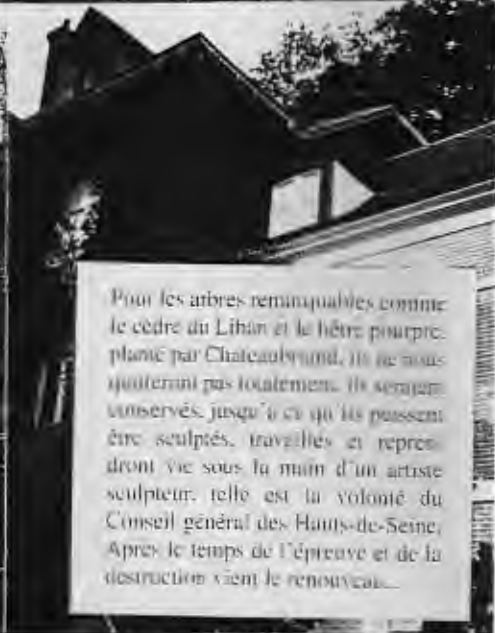 Pour les arbres remarquables comme
le cèdre du Liban et le hêtre pourpre,
planté par Chateaubriand, ils ne nous
quitteront pas totalement. Ils seraient
conservés, jusqu'à ce qu'ils puissent
être sculptés, travaillés et repren-
dront vie sous la main d'un artiste
sculpteur, telle est la volonté du
Conseil général des Hauts-de-Seine.
Après le temps de l'épreuve et de la
destruction vient le renouveau...